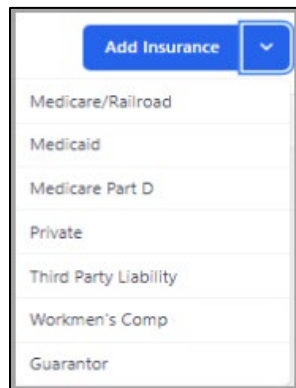 Add Insurance
Medicare/Railroad
Medicaid
Medicare Part D
Private
Third Party Liability
Workmen's Comp
Guarantor